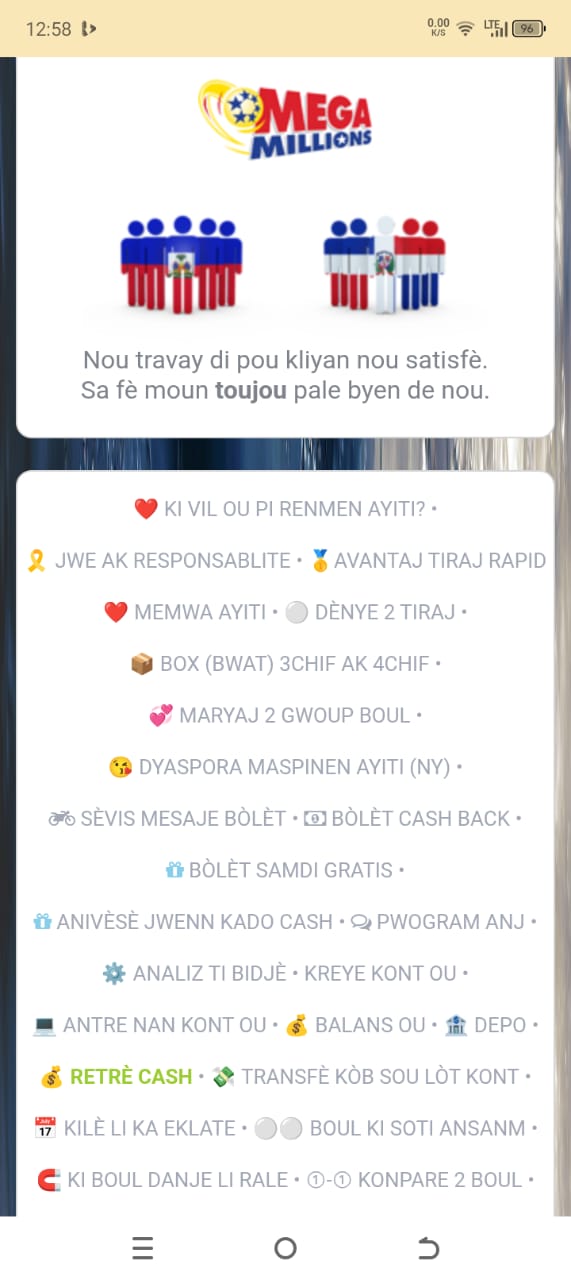 12:58
0.00 K/S LTE 96
MEGA
MILLIONS
Nou travay di pou kliyan nou satisfè.
Sa fè moun toujou pale byen de nou.
❤️ KI VIL OU PI RENMEN AYITI? •
🎗️ JWE AK RESPONSABLITE • 🥇 AVANTAJ TIRAJ RAPID
❤️ MEMWA AYITI • ⚪ DÈNYE 2 TIRAJ •
📦 BOX (BWAT) 3CHIF AK 4CHIF •
💞 MARYAJ 2 GWOUP BOUL •
😘 DYASPORA MASPINEN AYITI (NY) •
SÈVIS MESAJE BÒLÈT • BÒLÈT CASH BACK •
BÒLÈT SAMDI GRATIS •
ANIVÈSÈ JWENN KADO CASH • PWOGRAM ANJ •
⚙️ ANALIZ TI BIDJÈ • KREYE KONT OU •
💻 ANTRE NAN KONT OU • 💰 BALANS OU • 🏦 DEPO •
💰 RETRÈ CASH • 💸 TRANSFÈ KÒB SOU LÒT KONT •
📅 KILÈ LI KA EKLATE • ⚪⚪ BOUL KI SOTI ANSANM •
🧲 KI BOUL DANJE LI RALE • ①-① KONPARE 2 BOUL •